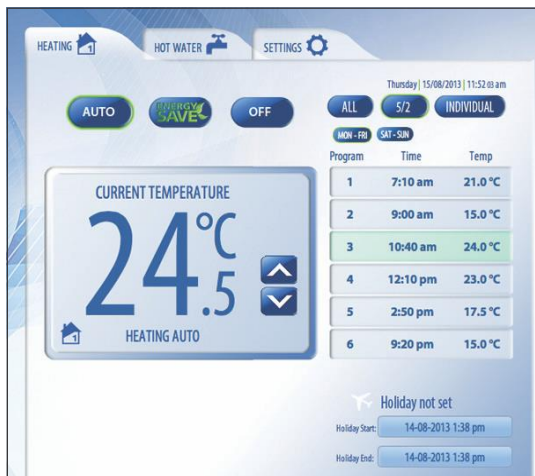 HEATING 1 HOT WATER SETTINGS
Thursday | 15/08/2013 | 11:52:03 am
AUTO ENERGY SAVE OFF
ALL 5/2 INDIVIDUAL
MON - FRI SAT - SUN
Program Time Temp
1 7:10 am 21.0 °C
2 9:00 am 15.0 °C
3 10:40 am 24.0 °C
4 12:10 pm 23.0 °C
5 2:50 pm 17.5 °C
6 9:20 pm 15.0 °C
CURRENT TEMPERATURE
24.5 °C
1 HEATING AUTO
Holiday not set
Holiday Start: 14-08-2013 1:38 pm
Holiday End: 14-08-2013 1:38 pm